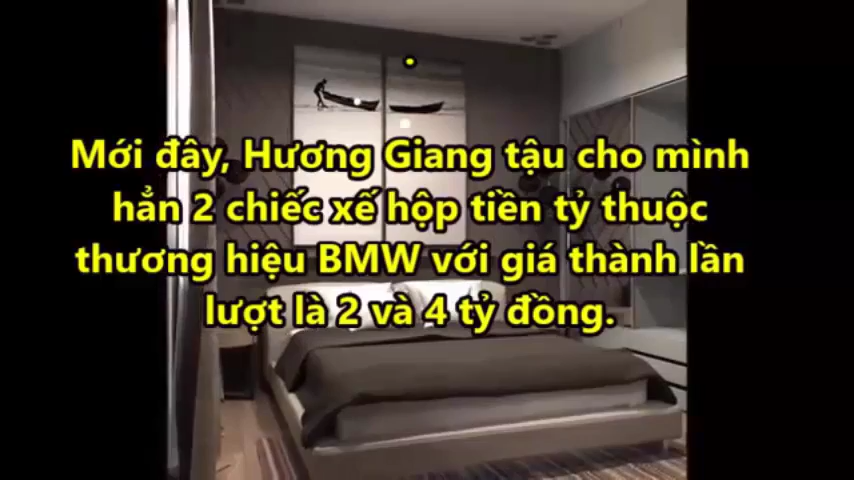 Mới đây, Hương Giang tậu cho mình
hẳn 2 chiếc xế hộp tiền tỷ thuộc
thương hiệu BMW với giá thành lần
lượt là 2 và 4 tỷ đồng.